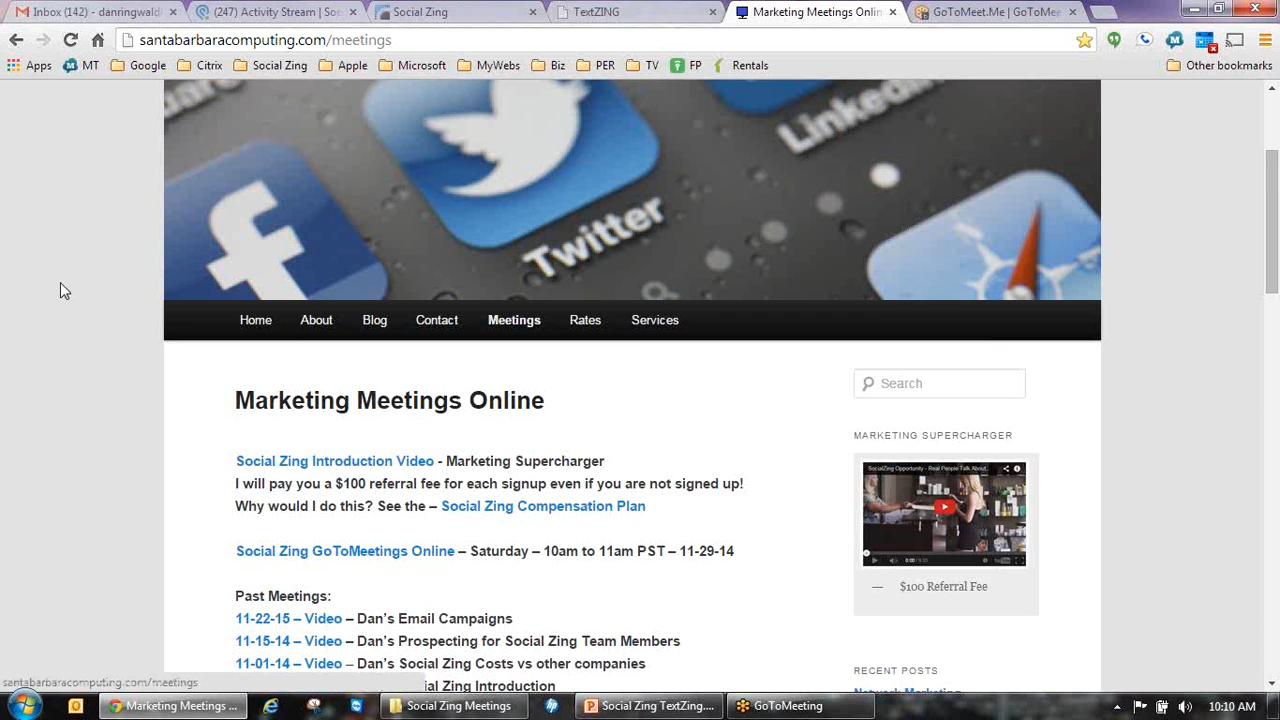 Inbox (142) - danringwald
(247) Activity Stream | Soc
Social Zing
TextZING
Marketing Meetings Onlin
GoToMeet.Me | GoToMee
santabarbaracomputing.com/meetings
Apps MT Google Citrix Social Zing Apple Microsoft MyWebs Biz PER TV FP Rentals Other bookmarks
LinkedIn
Twitter
Home About Blog Contact Meetings Rates Services
Search
Marketing Meetings Online
MARKETING SUPERCHARGER
Social Zing Introduction Video - Marketing Supercharger
I will pay you a $100 referral fee for each signup even if you are not signed up!
Why would I do this? See the – Social Zing Compensation Plan
SocialZing Opportunity - Real People Talk About...
Social Zing GoToMeetings Online – Saturday – 10am to 11am PST – 11-29-14
— $100 Referral Fee
Past Meetings:
11-22-15 – Video – Dan's Email Campaigns
11-15-14 – Video – Dan's Prospecting for Social Zing Team Members
11-01-14 – Video – Dan's Social Zing Costs vs other companies
ial Zing Introduction
RECENT POSTS
Network Marketing
santabarbaracomputing.com/meetings
Marketing Meetings ...
Social Zing Meetings
Social Zing TextZing....
GoToMeeting
10:10 AM